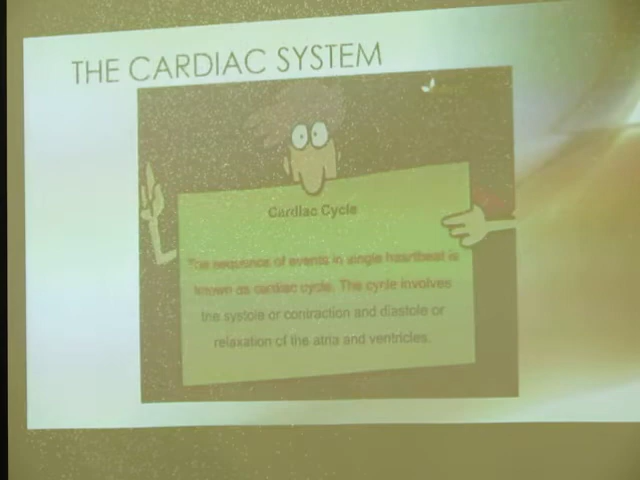 THE CARDIAC SYSTEM
Cardiac Cycle
The sequence of events in single heartbeat is
known as cardiac cycle. The cycle involves
the systole or contraction and diastole or
relaxation of the atria and ventricles.